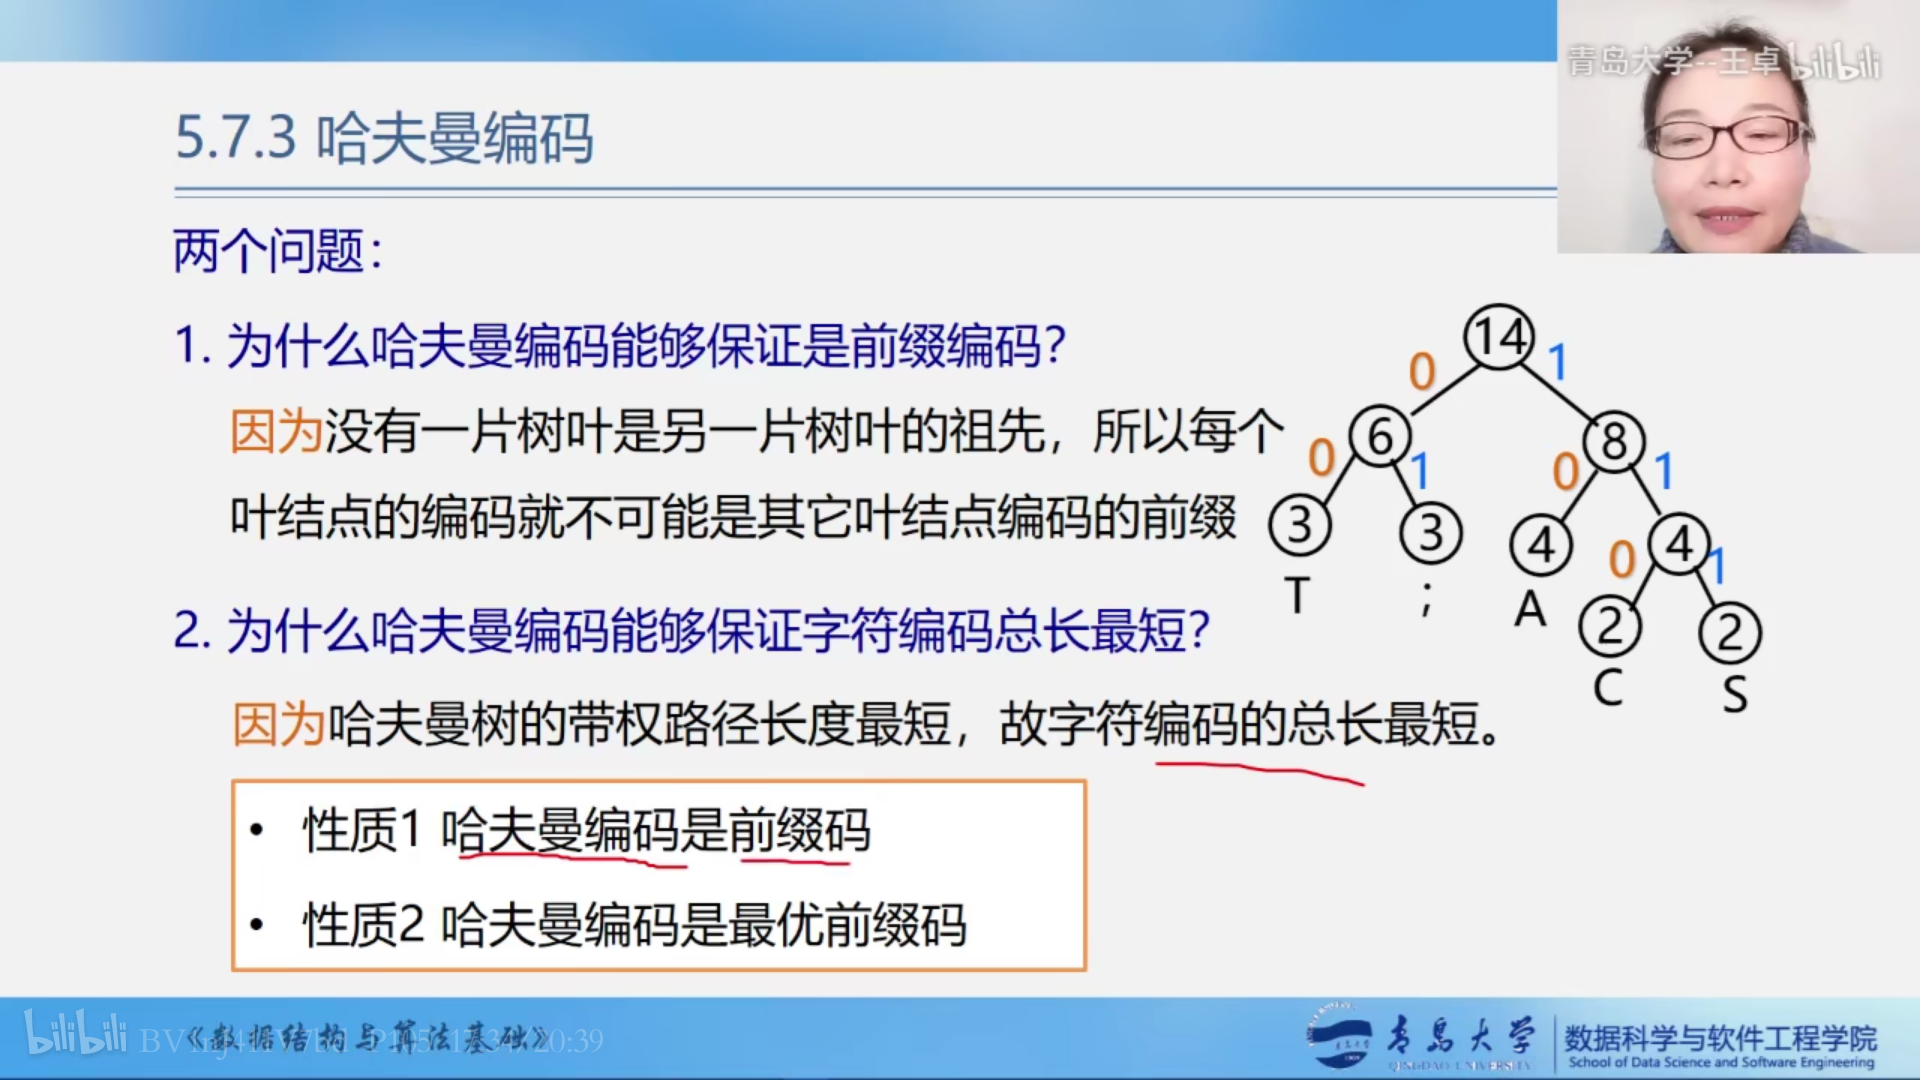 青岛大学--王卓 bilibili
5.7.3 哈夫曼编码
两个问题：
1. 为什么哈夫曼编码能够保证是前缀编码？
因为没有一片树叶是另一片树叶的祖先，所以每个
叶结点的编码就不可能是其它叶结点编码的前缀
2. 为什么哈夫曼编码能够保证字符编码总长最短？
因为哈夫曼树的带权路径长度最短，故字符编码的总长最短。
• 性质1 哈夫曼编码是前缀码
• 性质2 哈夫曼编码是最优前缀码
14
0 1
6 8
0 1 0 1
3 3 4 4
0 1
T ; A
2 2
C S
bilibili
《数据结构与算法基础》
20:39
青岛大学
QINGDAO UNIVERSITY
数据科学与软件工程学院
School of Data Science and Software Engineering